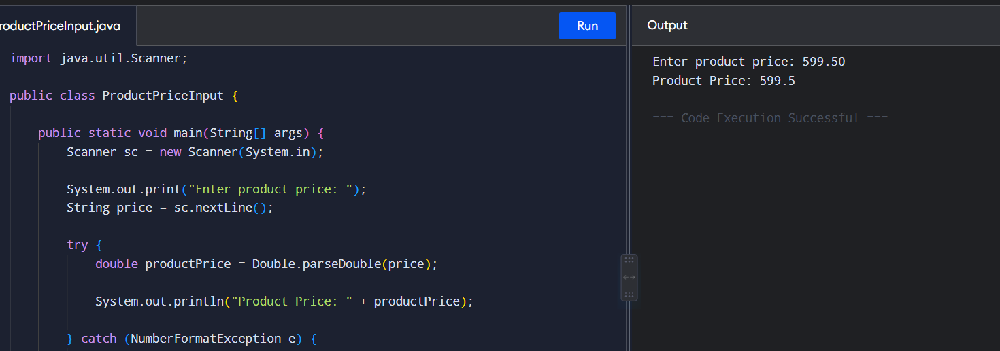 roductPriceInput.java
Run
import java.util.Scanner;
public class ProductPriceInput {
public static void main(String[] args) {
Scanner sc = new Scanner(System.in);
System.out.print("Enter product price: ");
String price = sc.nextLine();
try {
double productPrice = Double.parseDouble(price);
System.out.println("Product Price: " + productPrice);
} catch (NumberFormatException e) {
Output
Enter product price: 599.50
Product Price: 599.5
=== Code Execution Successful ===